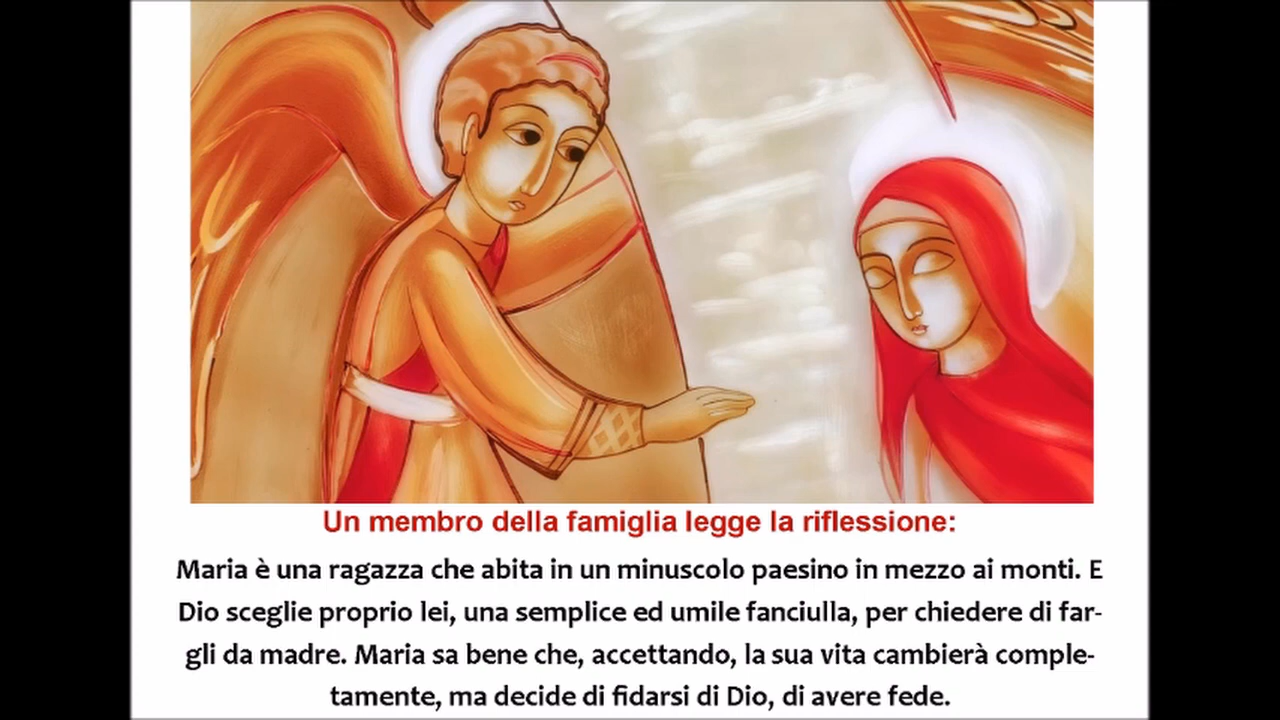 Un membro della famiglia legge la riflessione:
Maria è una ragazza che abita in un minuscolo paesino in mezzo ai monti. E
Dio sceglie proprio lei, una semplice ed umile fanciulla, per chiedere di far-
gli da madre. Maria sa bene che, accettando, la sua vita cambierà comple-
tamente, ma decide di fidarsi di Dio, di avere fede.